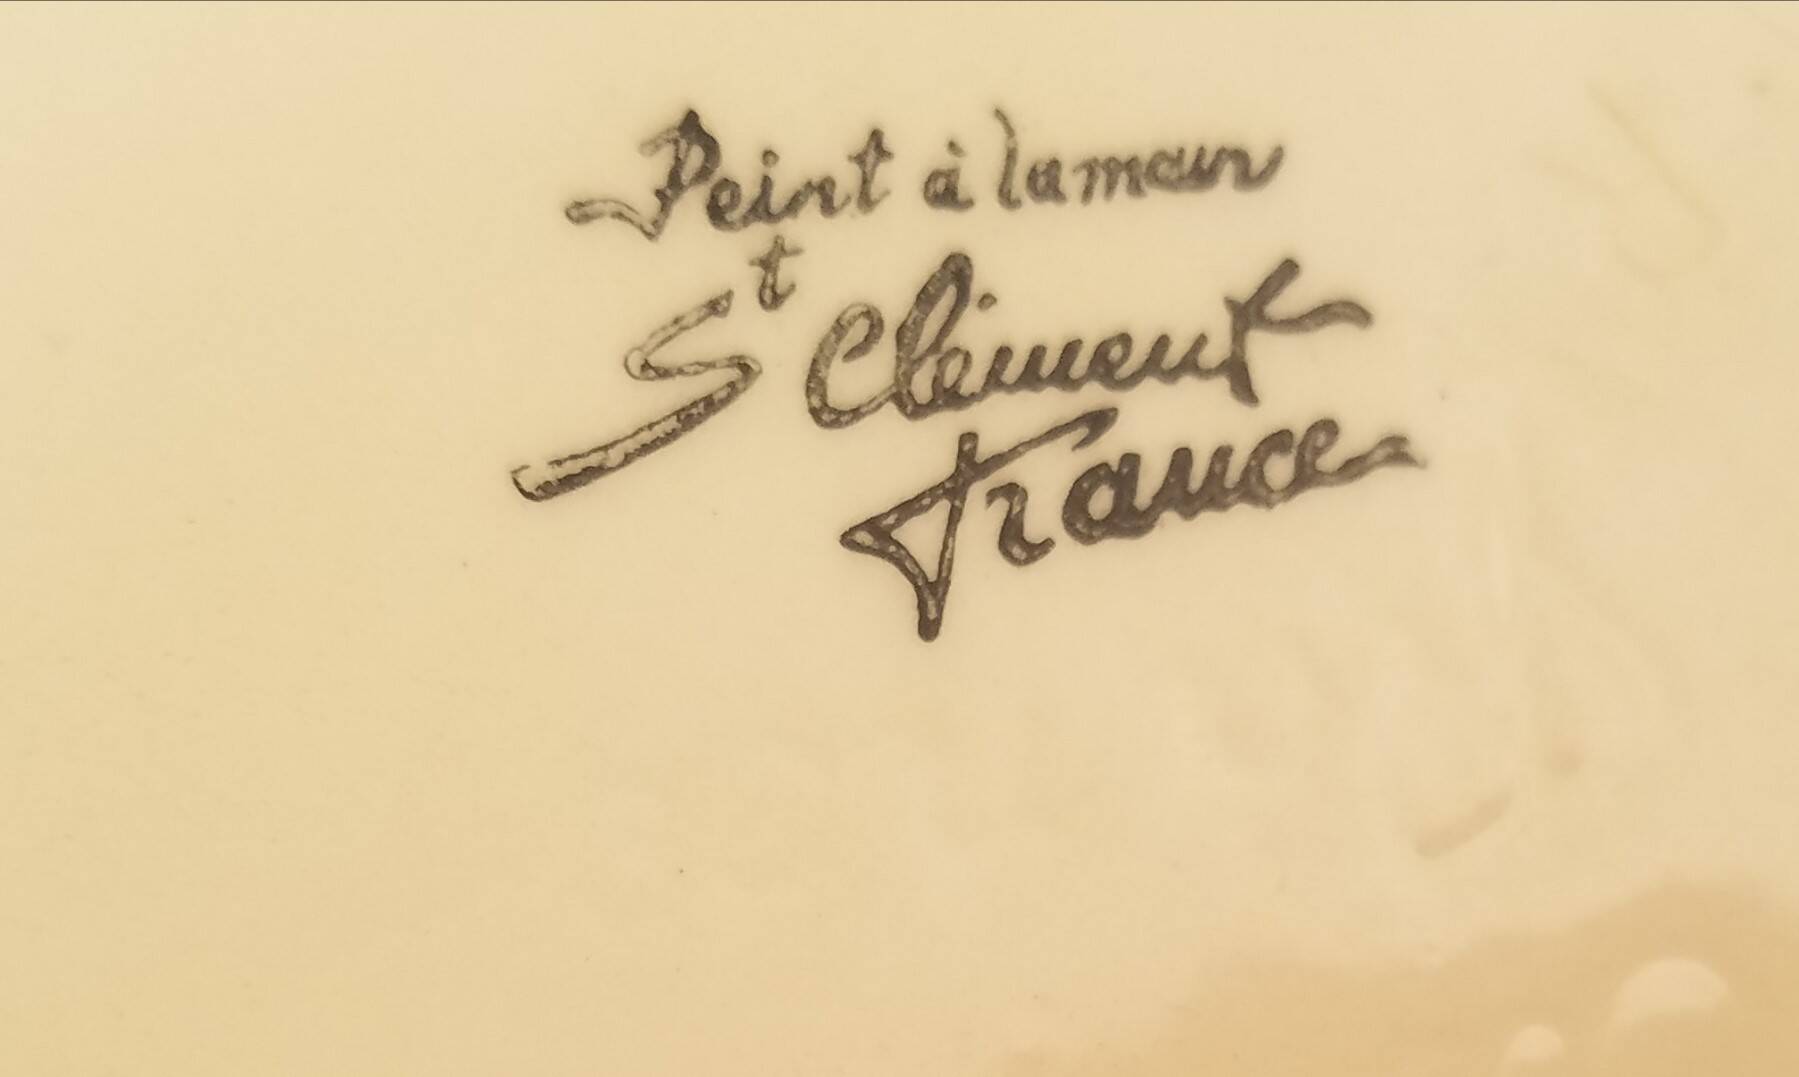 Peint à la main
St Clément
France